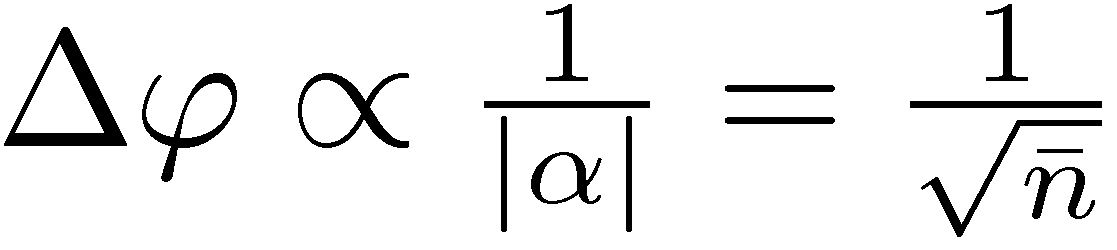 Δφ ∝ 1/|α| = 1/√n̄